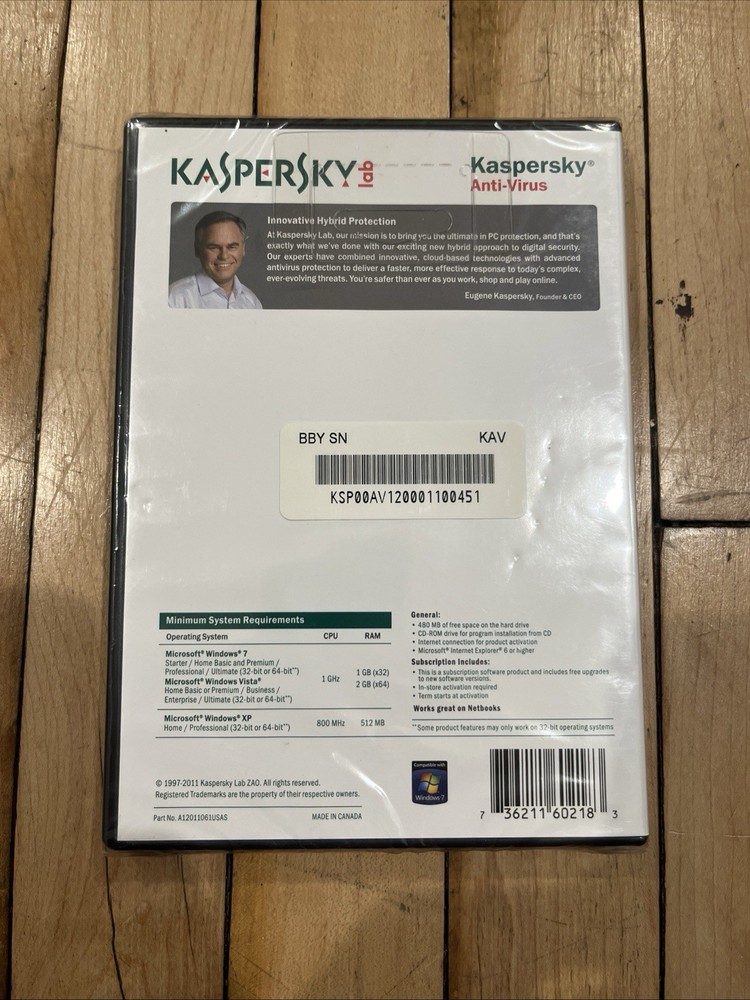 KASPERSKY lab
Kaspersky®
Anti-Virus
Innovative Hybrid Protection
At Kaspersky Lab, our mission is to bring you the ultimate in PC protection, and that's
exactly what we've done with our exciting new hybrid approach to digital security.
Our experts have combined innovative, cloud-based technologies with advanced
antivirus protection to deliver a faster, more effective response to today's complex,
ever-evolving threats. You're safer than ever as you work, shop and play online.
Eugene Kaspersky, Founder & CEO
BBY SN KAV
KSP00AV120001100451
Minimum System Requirements
Operating System CPU RAM
Microsoft® Windows® 7
Starter / Home Basic and Premium /
Professional / Ultimate (32-bit or 64-bit**)
Microsoft® Windows Vista®
Home Basic or Premium / Business /
Enterprise / Ultimate (32-bit or 64-bit**)
1 GHz
1 GB (x32)
2 GB (x64)
Microsoft® Windows® XP
Home / Professional (32-bit or 64-bit**)
800 MHz 512 MB
General:
• 480 MB of free space on the hard drive
• CD-ROM drive for program installation from CD
• Internet connection for product activation
• Microsoft® Internet Explorer® 6 or higher
Subscription Includes:
• This is a subscription software product and includes free upgrades
to new software versions.
• In-store activation required
• Term starts at activation
Works great on Netbooks
**Some product features may only work on 32-bit operating systems
© 1997-2011 Kaspersky Lab ZAO. All rights reserved.
Registered Trademarks are the property of their respective owners.
Part No. A12011061USAS MADE IN CANADA
Compatible with
Windows 7
7 36211 60218 3